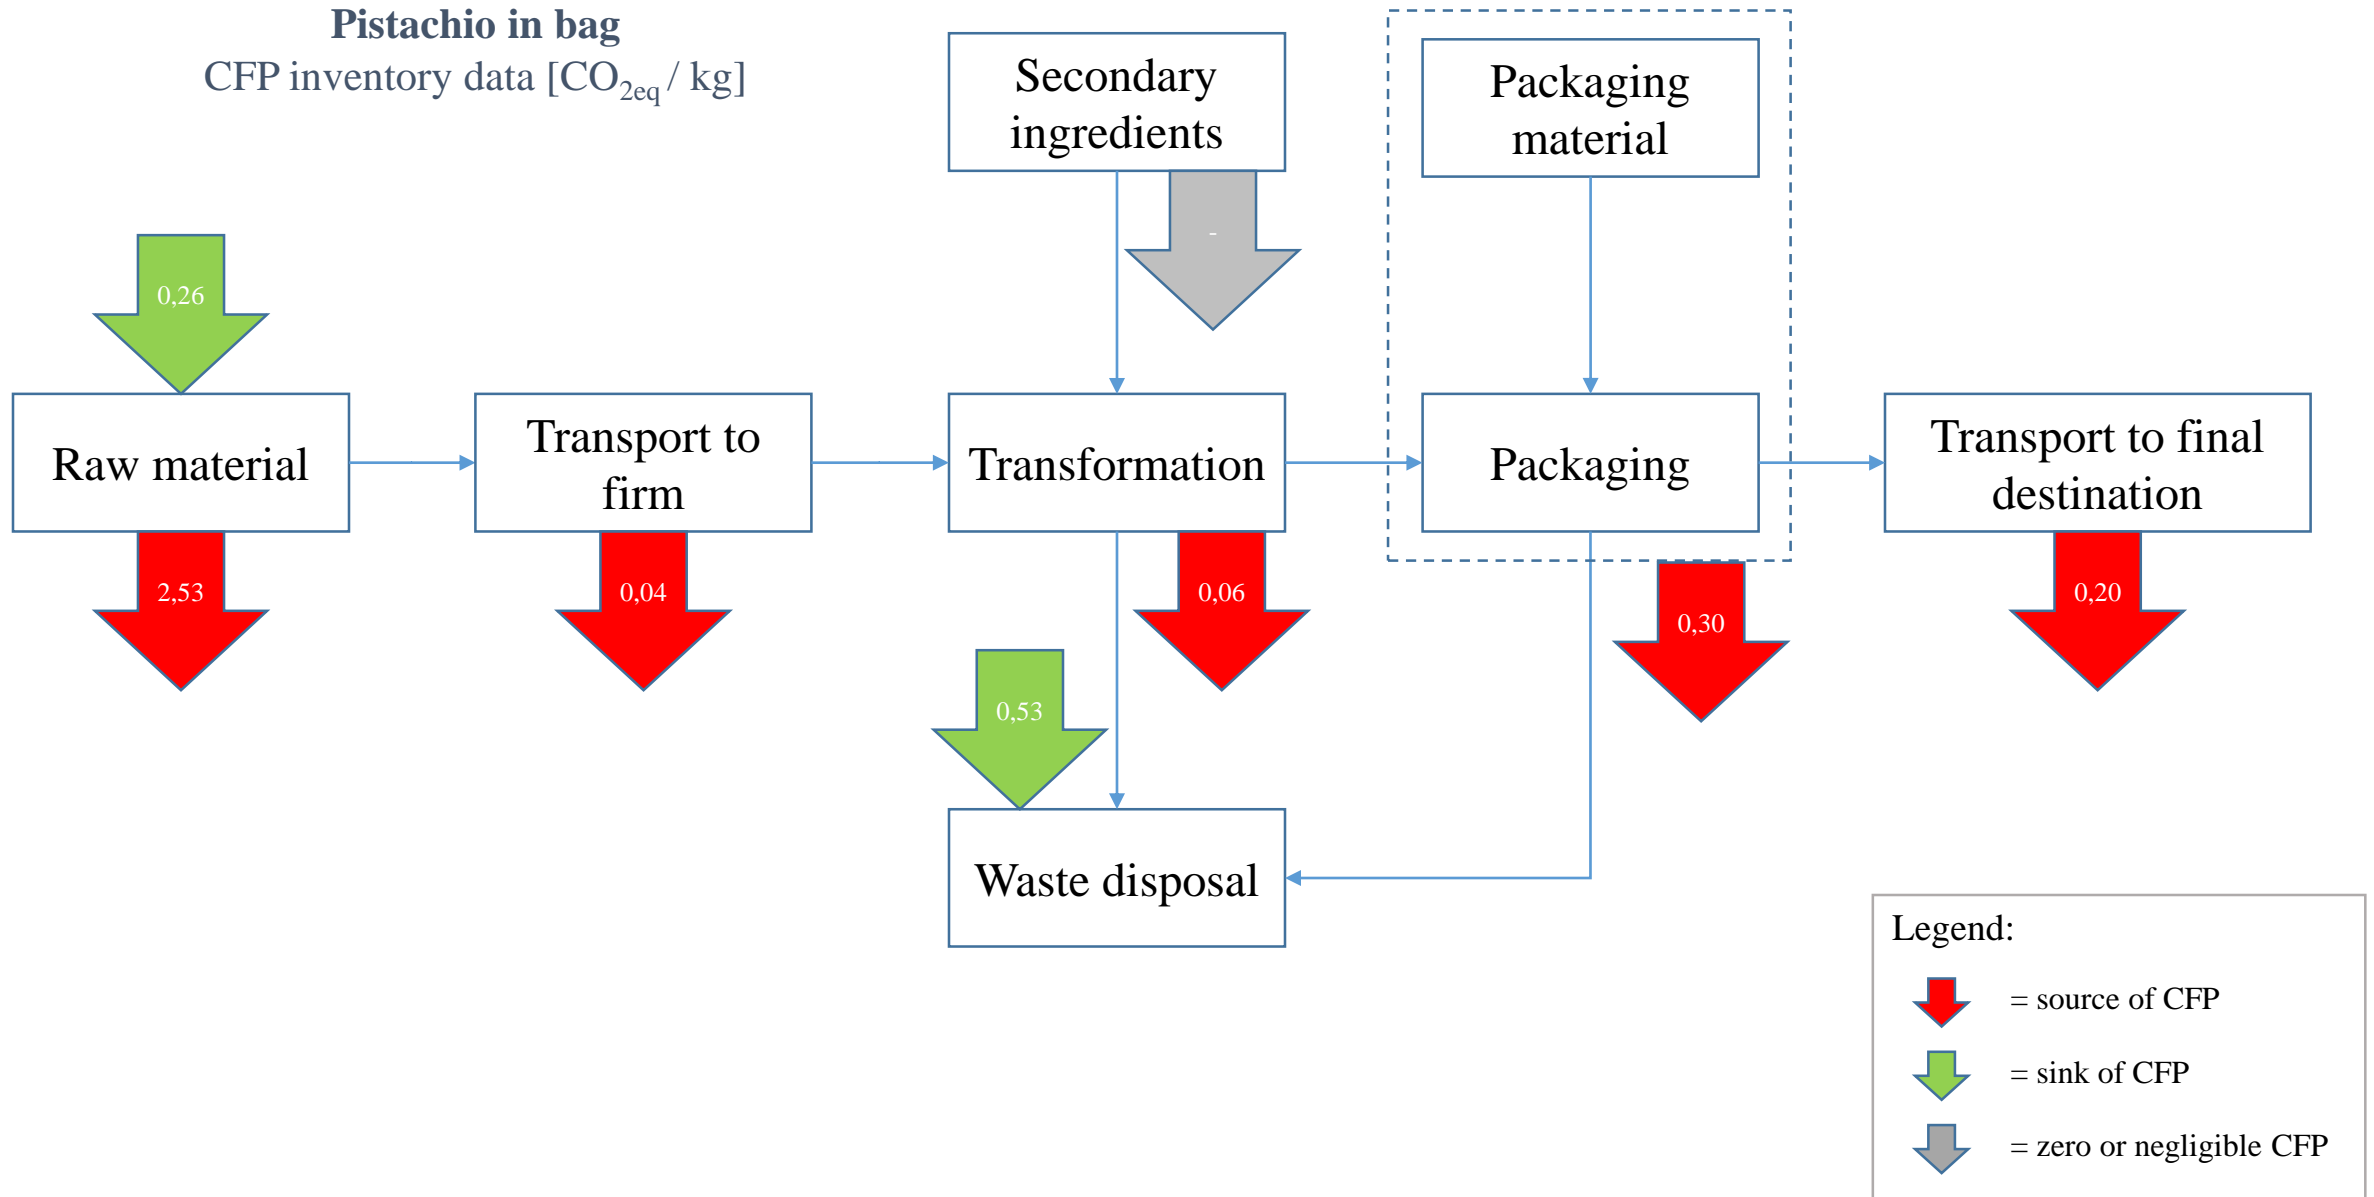 Pistachio in bag
CFP inventory data [CO2eq / kg]
Secondary
ingredients
Packaging
material
-
0,26
Raw material
Transport to
firm
Transformation
Packaging
Transport to final
destination
2,53
0,04
0,06
0,30
0,20
0,53
Waste disposal
Legend:
= source of CFP
= sink of CFP
= zero or negligible CFP